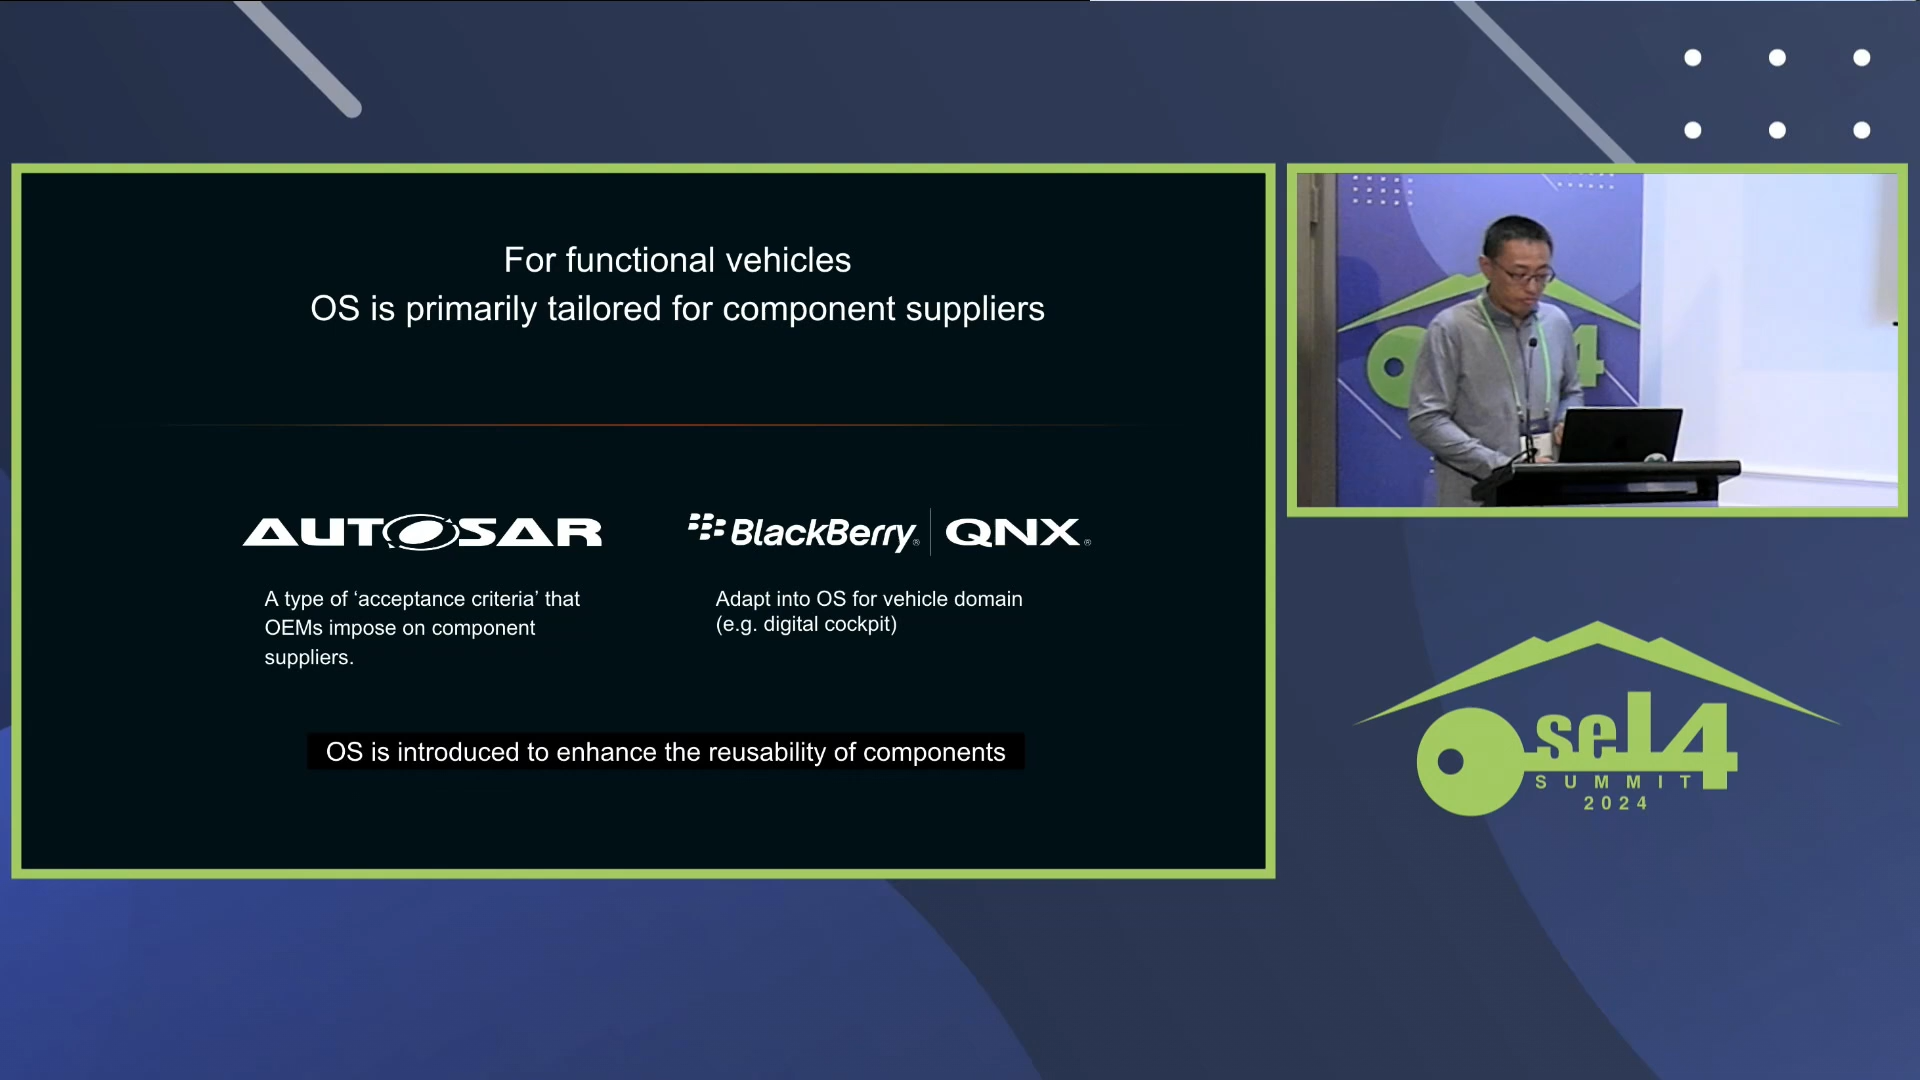 For functional vehicles
OS is primarily tailored for component suppliers
AUTOSAR
BlackBerry® QNX®
A type of ‘acceptance criteria’ that
OEMs impose on component
suppliers.
Adapt into OS for vehicle domain
(e.g. digital cockpit)
OS is introduced to enhance the reusability of components
4
seL4
SUMMIT
2024